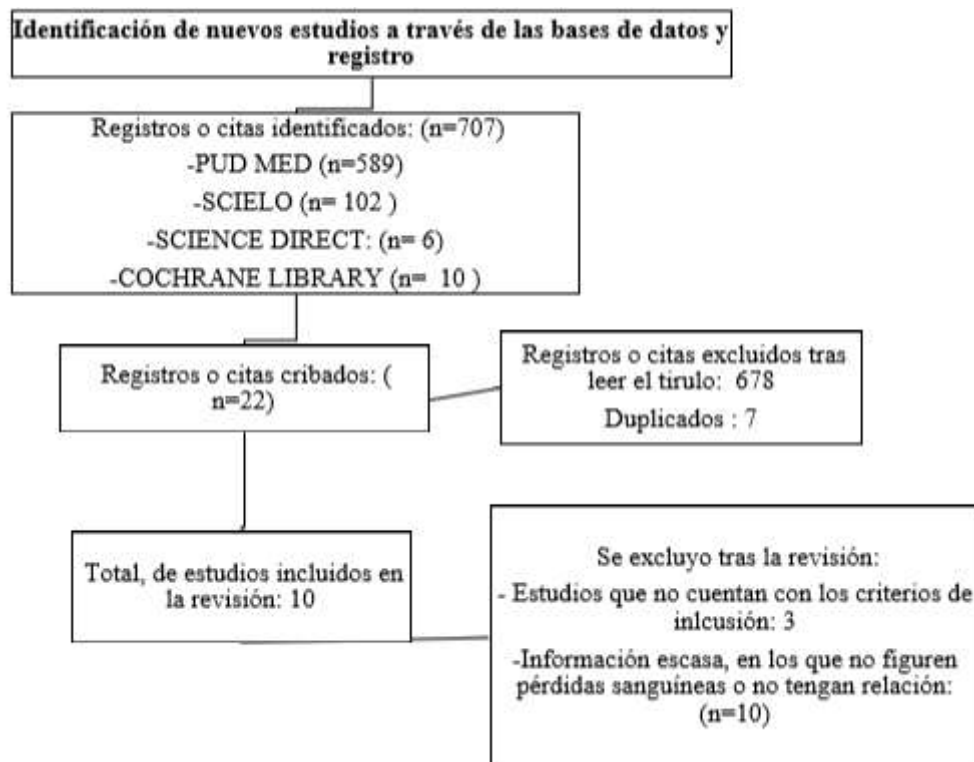 Identificación de nuevos estudios a través de las bases de datos y
registro
Registros o citas identificados: (n=707)
-PUD MED (n=589)
-SCIELO (n= 102 )
-SCIENCE DIRECT: (n= 6)
-COCHRANE LIBRARY (n=  10 )
Registros o citas cribados: (
n=22)
Registros o citas excluidos tras
leer el tirulo:  678
Duplicados : 7
Total, de estudios incluidos en
la revisión: 10
Se excluyo tras la revisión:
- Estudios que no cuentan con los criterios de
inlcusión: 3
-Información escasa, en los que no figuren
pérdidas sanguíneas o no tengan relación:
(n=10)